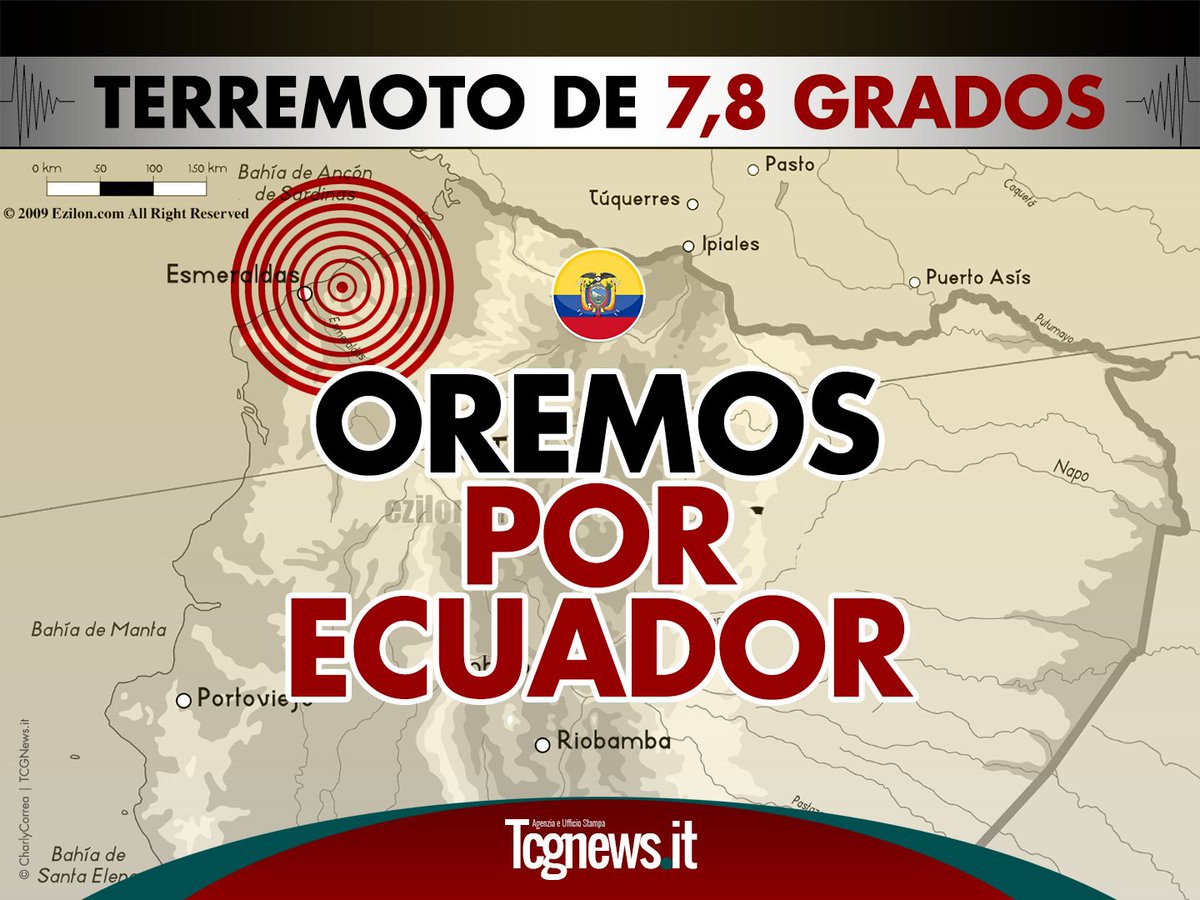 TERREMOTO DE 7,8 GRADOS
0 km 50 100 150 km
Bahía de Ancón
de Sardinas
© 2009 Ezilon.com All Right Reserved
Pasto
Túquerres
Ipiales
Coquetá
Esmeraldas
Puerto Asís
Esmeraldas
Putumayo
OREMOS
Napo
POR
ECUADOR
Bahía de Manta
Portoviejo
Riobamba
© CharlyCorrea | TCGNews.it
Agenzia e Ufficio Stampa
Tcgnews.it
Bahía de
Santa Elena